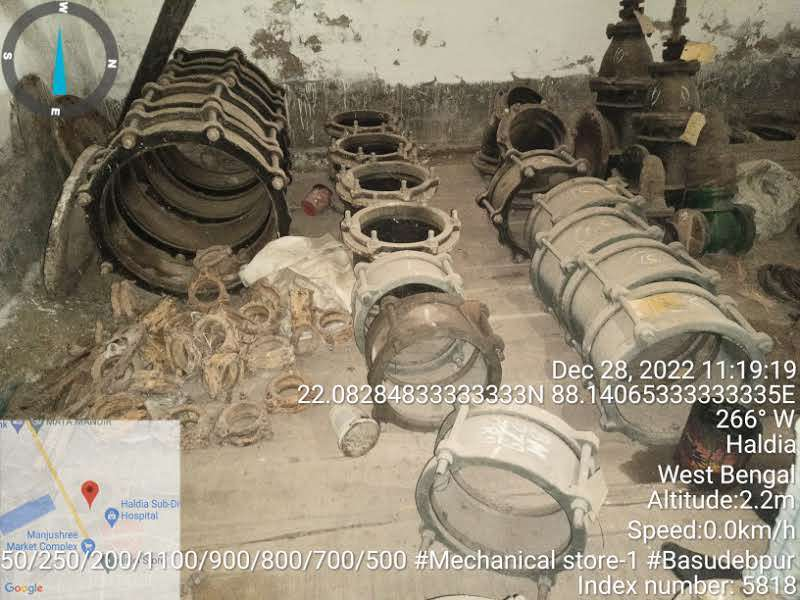 W
N
S
E
Dec 28, 2022 11:19:19
22.08284833333333N 88.14065333333335E
266° W
Haldia
West Bengal
Altitude:2.2m
Speed:0.0km/h
50/250/200/1100/900/800/700/500 #Mechanical store-1 #Basudebpur
Index number: 5818
MATA MANDIR
Haldia Sub-Di
Hospital
Manjushree
Market Complex
Google